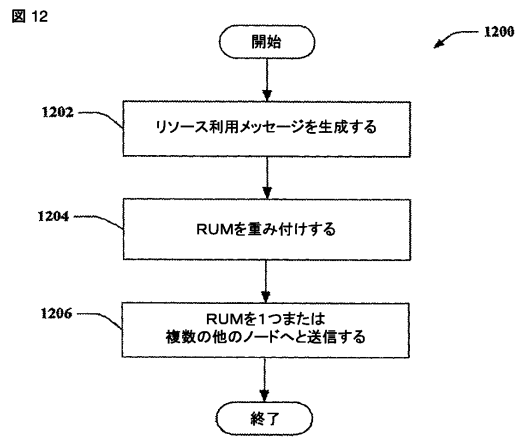 図 12
開始
1200
1202
リソース利用メッセージを生成する
1204
RUMを重み付けする
1206
RUMを1つまたは
複数の他のノードへと送信する
終了